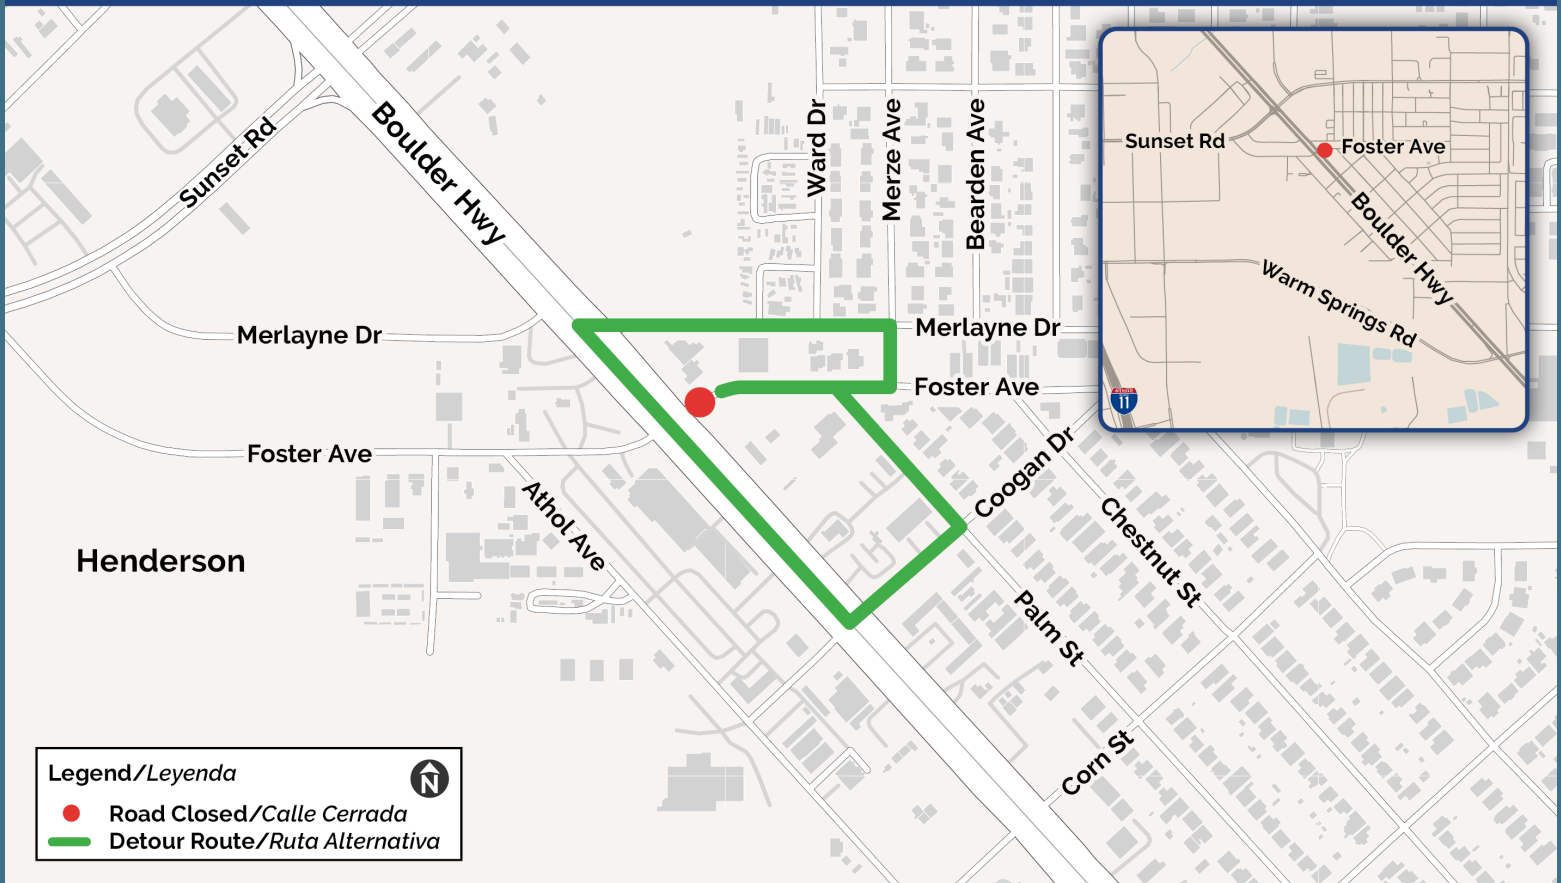 Sunset Rd
Boulder Hwy
Ward Dr
Merze Ave
Bearden Ave
Merlayne Dr
Merlayne Dr
Foster Ave
Foster Ave
Athol Ave
Coogan Dr
Chestnut St
Palm St
Corn St
Henderson
Sunset Rd
Foster Ave
Boulder Hwy
Warm Springs Rd
11
Legend/Leyenda
N
Road Closed/Calle Cerrada
Detour Route/Ruta Alternativa